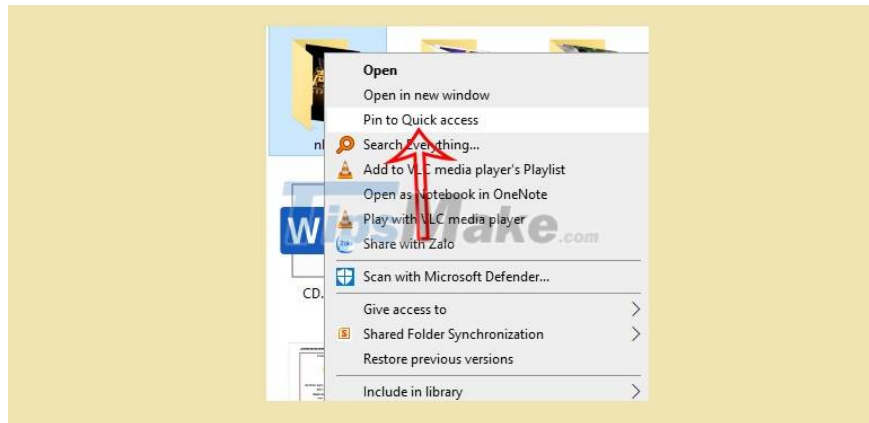 Open
Open in new window
Pin to Quick access
nl
Search Everything...
Add to VLC media player's Playlist
Open as Notebook in OneNote
Play with VLC media player
W
TipsMake.com
Share with Zalo
Scan with Microsoft Defender...
CD.
Give access to
S Shared Folder Synchronization
Restore previous versions
Include in library